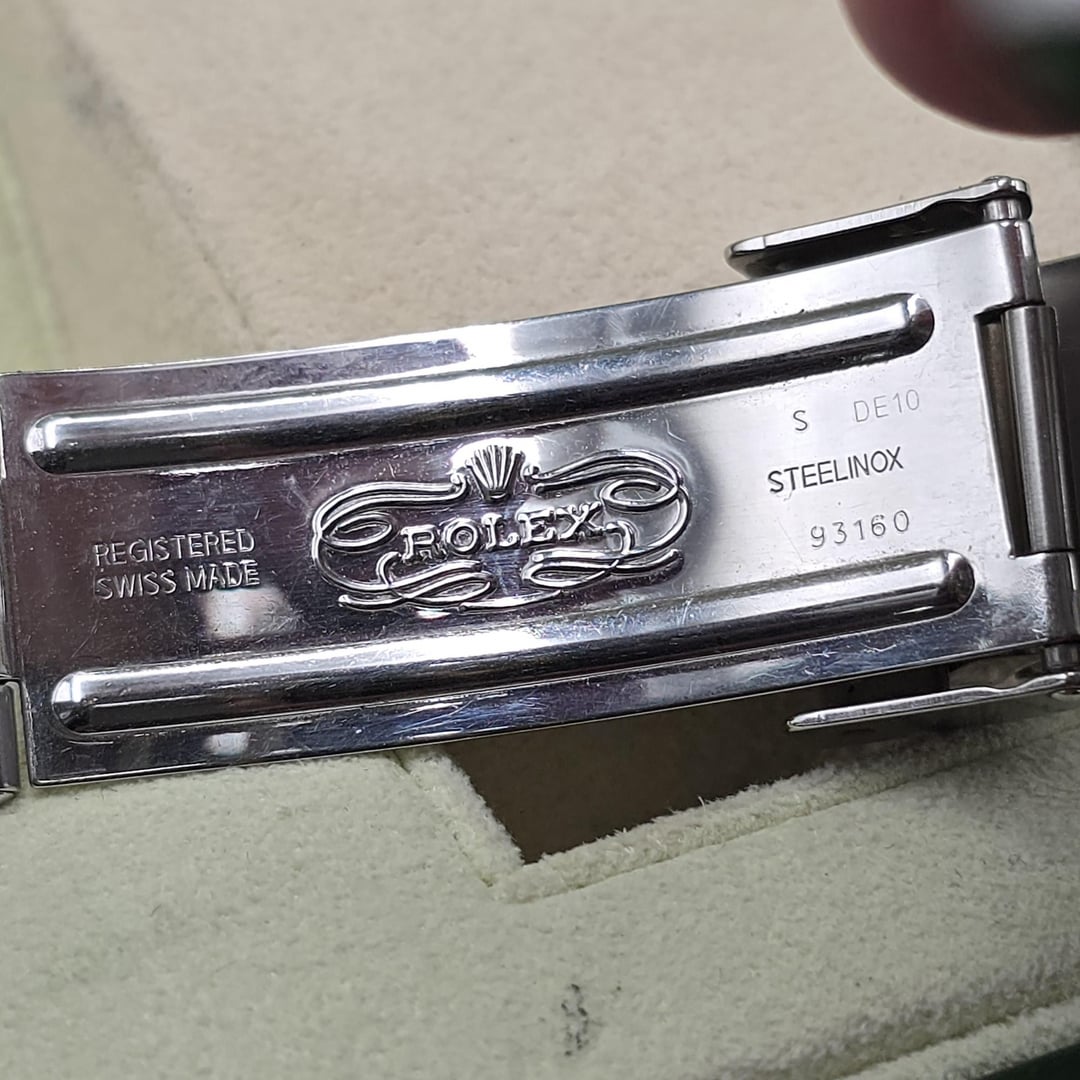 REGISTERED
SWISS MADE
ROLEX
S DE10
STEELINOX
93160